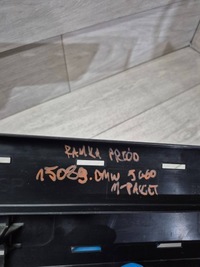 RAMKA PRZÓD
15089. BMW 5 G60
M-PAKIET